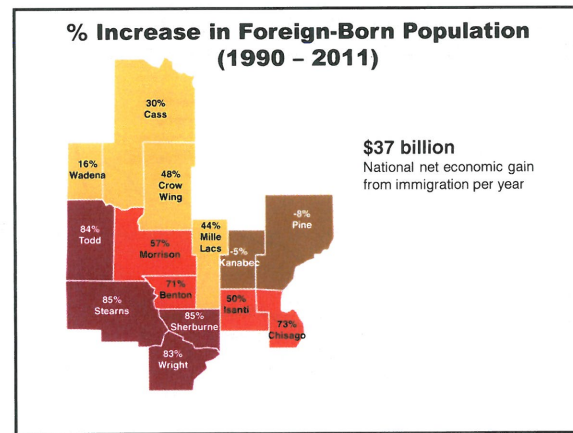 % Increase in Foreign-Born Population
(1990 – 2011)
30%
Cass
$37 billion
National net economic gain
from immigration per year
16%
Wadena
48%
Crow
Wing
84%
Todd
57%
Morrison
44%
Mille
Lacs
-5%
Kanabec
-8%
Pine
71%
Benton
85%
Stearns
85%
Sherburne
50%
Isanti
73%
Chisago
83%
Wright